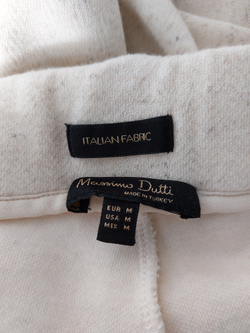 ITALIAN FABRIC
Massimo Dutti
MADE IN TURKEY
EUR M
USA M
MEX M